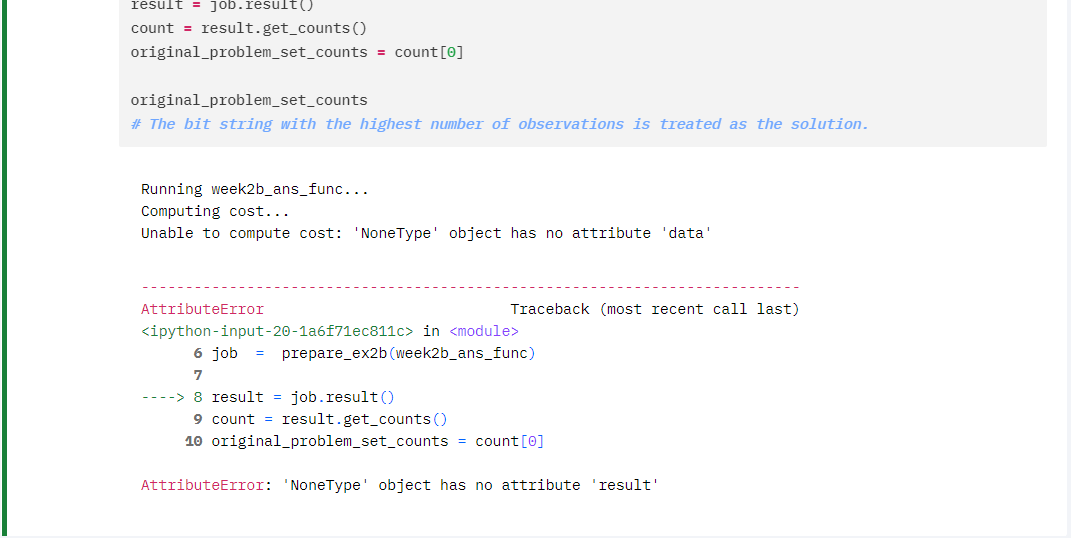 result = job.result()
count = result.get_counts()
original_problem_set_counts = count[0]
original_problem_set_counts
# The bit string with the highest number of observations is treated as the solution.
Running week2b_ans_func...
Computing cost...
Unable to compute cost: 'NoneType' object has no attribute 'data'
---------------------------------------------------------------------------
AttributeError                            Traceback (most recent call last)
<ipython-input-20-1a6f71ec811c> in <module>
      6 job  =  prepare_ex2b(week2b_ans_func)
      7
----> 8 result = job.result()
      9 count = result.get_counts()
     10 original_problem_set_counts = count[0]
AttributeError: 'NoneType' object has no attribute 'result'